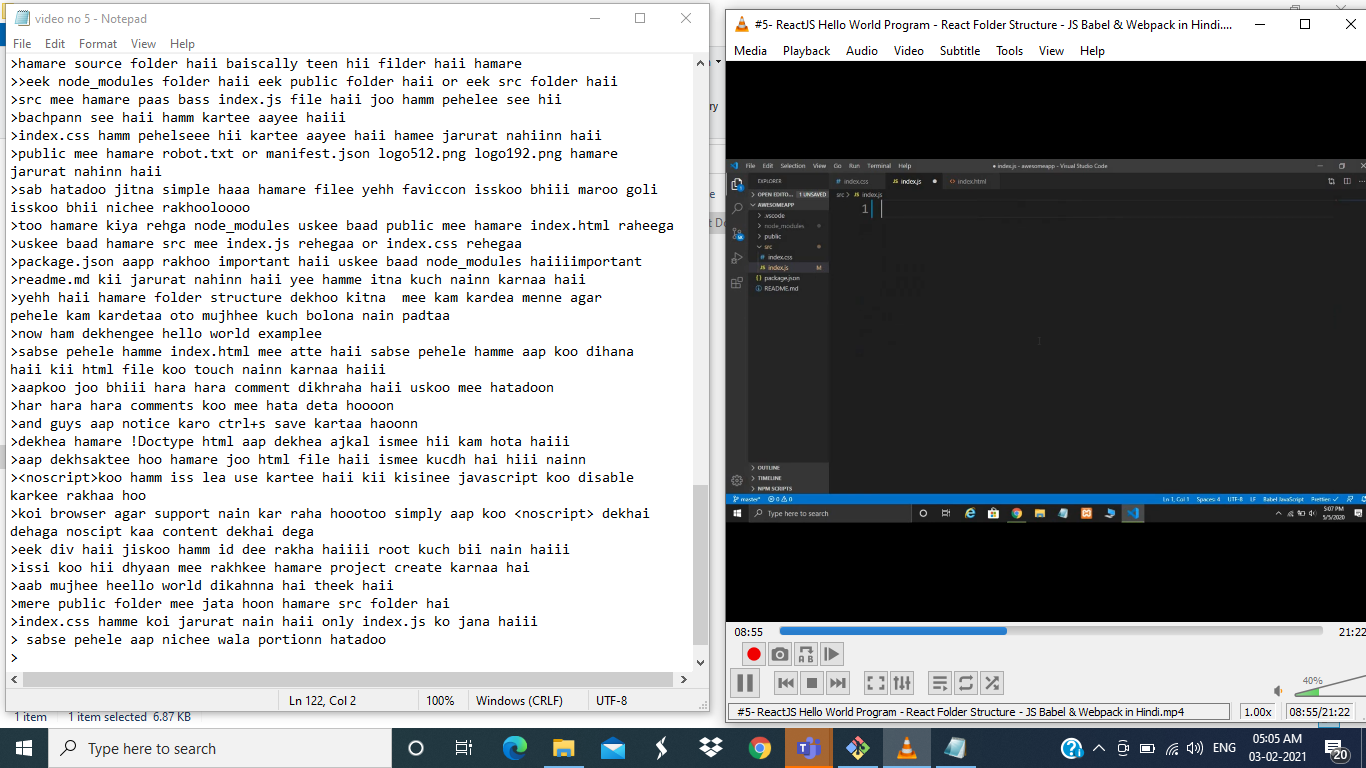 video no 5 - Notepad
File Edit Format View Help
>hamare source folder haii baiscally teen hii filder haii hamare
>>eek node_modules folder haii eek public folder haii or eek src folder haii
>src mee hamare paas bass index.js file haii joo hamm pehelee see hii
>bachpann see haii hamm kartee aayee haiii
>index.css hamm pehelseee hii kartee aayee haii hamee jarurat nahiinn haii
>public mee hamare robot.txt or manifest.json logo512.png logo192.png hamare
jarurat nahinn haii
>sab hatadoo jitna simple haaa hamare filee yehh faviccon isskoo bhiii maroo goli
isskoo bhii nichee rakhooloooo
>too hamare kiya rehga node_modules uskee baad public mee hamare index.html raheega
>uskee baad hamare src mee index.js rehegaa or index.css rehegaa
>package.json aapp rakhoo important haii uskee baad node_modules haiiiimportant
>readme.md kii jarurat nahinn haii yee hamme itna kuch nainn karnaa haii
>yehh haii hamare folder structure dekhoo kitna  mee kam kardea menne agar
pehele kam kardetaa oto mujhhee kuch bolona nain padtaa
>now ham dekhengee hello world examplee
>sabse pehele hamme index.html mee atte haii sabse pehele hamme aap koo dihana
haii kii html file koo touch nainn karnaa haiii
>aapkoo joo bhiii hara hara comment dikhraha haii uskoo mee hatadoon
>har hara hara comments koo mee hata deta hoooon
>and guys aap notice karo ctrl+s save kartaa haoonn
>dekhea hamare !Doctype html aap dekhea ajkal ismee hii kam hota haiii
>aap dekhsaktee hoo hamare joo html file haii ismee kucdh hai hiii nainn
><noscript>koo hamm iss lea use kartee haii kii kisinee javascript koo disable
karkee rakhaa hoo
>koi browser agar support nain kar raha hoootoo simply aap koo <noscript> dekhai
dehaga noscipt kaa content dekhai dega
>eek div haii jiskoo hamm id dee rakha haiiii root kuch bii nain haiii
>issi koo hii dhyaan mee rakhkee hamare project create karnaa hai
>aab mujhee heello world dikahnna hai theek haii
>mere public folder mee jata hoon hamare src folder hai
>index.css hamme koi jarurat nain haii only index.js ko jana haiii
> sabse pehele aap nichee wala portionn hatadoo
>
Ln 122, Col 2 100% Windows (CRLF) UTF-8
1 item 1 item selected 6.87 KB
#5- ReactJS Hello World Program - React Folder Structure - JS Babel & Webpack in Hindi....
Media Playback Audio Video Subtitle Tools View Help
File Edit Selection View Go Run Terminal Help
index.js - awesomeapp - Visual Studio Code
EXPLORER
index.css index.js index.html
OPEN EDITO... 1 UNSAVED
src > index.js
AWESOMEAPP
1
.vscode
node_modules
public
src
index.css
index.js M
package.json
README.md
OUTLINE
TIMELINE
NPM SCRIPTS
master* 0 0
Ln 1, Col 1 Spaces: 4 UTF-8 LF Babel JavaScript Prettier: ✓
Type here to search
5:07 PM
5/5/2020
08:55 21:22
A B
40%
#5- ReactJS Hello World Program - React Folder Structure - JS Babel & Webpack in Hindi.mp4 1.00x 08:55/21:22
Type here to search
ENG
05:05 AM
03-02-2021
20